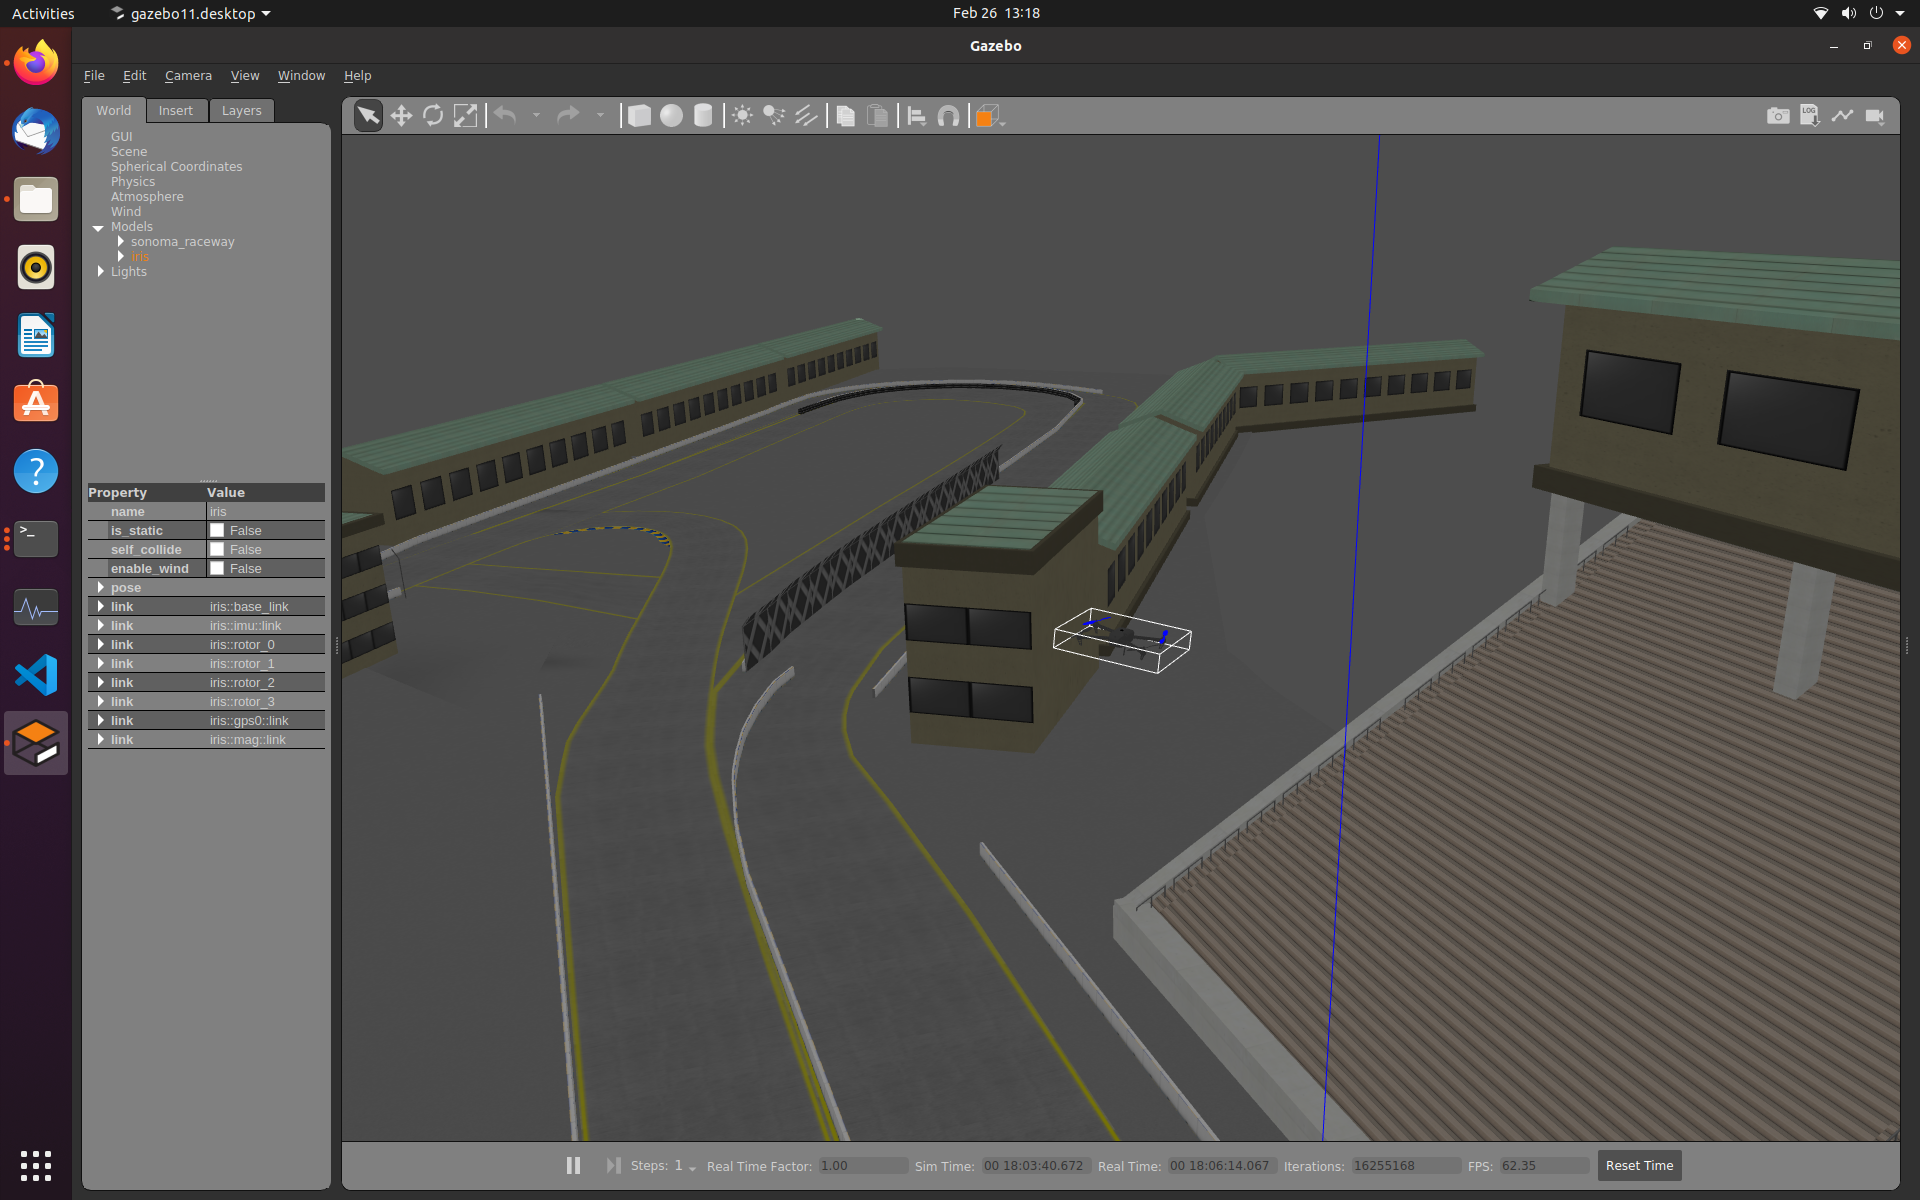 Activities
gazebo11.desktop
Feb 26 13:18
Gazebo
File Edit Camera View Window Help
World Insert Layers
GUI
Scene
Spherical Coordinates
Physics
Atmosphere
Wind
Models
sonoma_raceway
iris
Lights
Property Value
name iris
is_static False
self_collide False
enable_wind False
pose
link iris::base_link
link iris::imu::link
link iris::rotor_0
link iris::rotor_1
link iris::rotor_2
link iris::rotor_3
link iris::gps0::link
link iris::mag::link
LOG
Steps: 1 Real Time Factor: 1.00 Sim Time: 00 18:03:40.672 Real Time: 00 18:06:14.067 Iterations: 16255168 FPS: 62.35 Reset Time